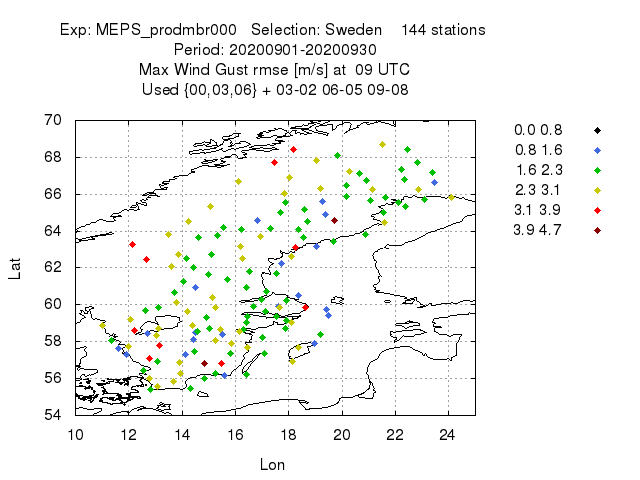 Exp: MEPS_prodmbr000 Selection: Sweden 144 stations
Period: 20200901-20200930
Max Wind Gust rmse [m/s] at 09 UTC
Used {00,03,06} + 03-02 06-05 09-08
70
68
66
64
62
60
58
56
54
Lat
10 12 14 16 18 20 22 24
Lon
0.0 0.8
0.8 1.6
1.6 2.3
2.3 3.1
3.1 3.9
3.9 4.7